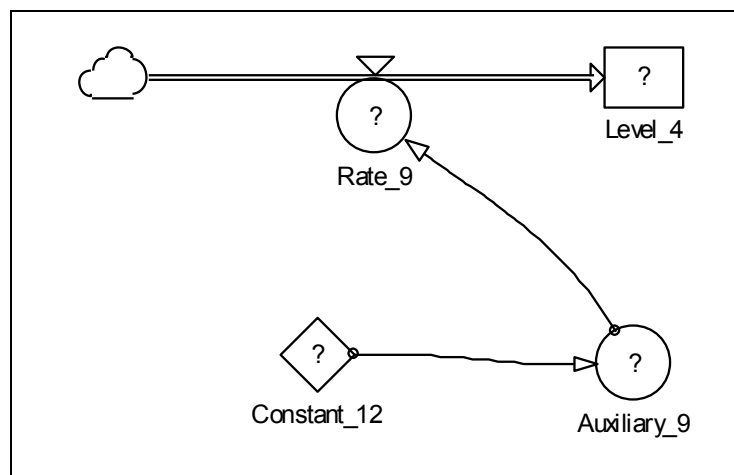 ?
Level_4
?
Rate_9
?
Constant_12
?
Auxiliary_9